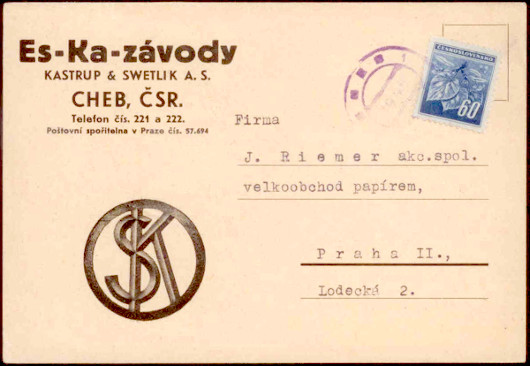 Es-Ka-závody
KASTRUP & SWETLIK A. S.
CHEB, ČSR.
Telefon čís. 221 a 222.
Poštovní spořitelna v Praze čís. 57.694
ČESKOSLOVENSKO
60
Firma
J. Riemer akc.spol.
velkoobchod papírem,
Praha II.,
Lodecká 2.
SK